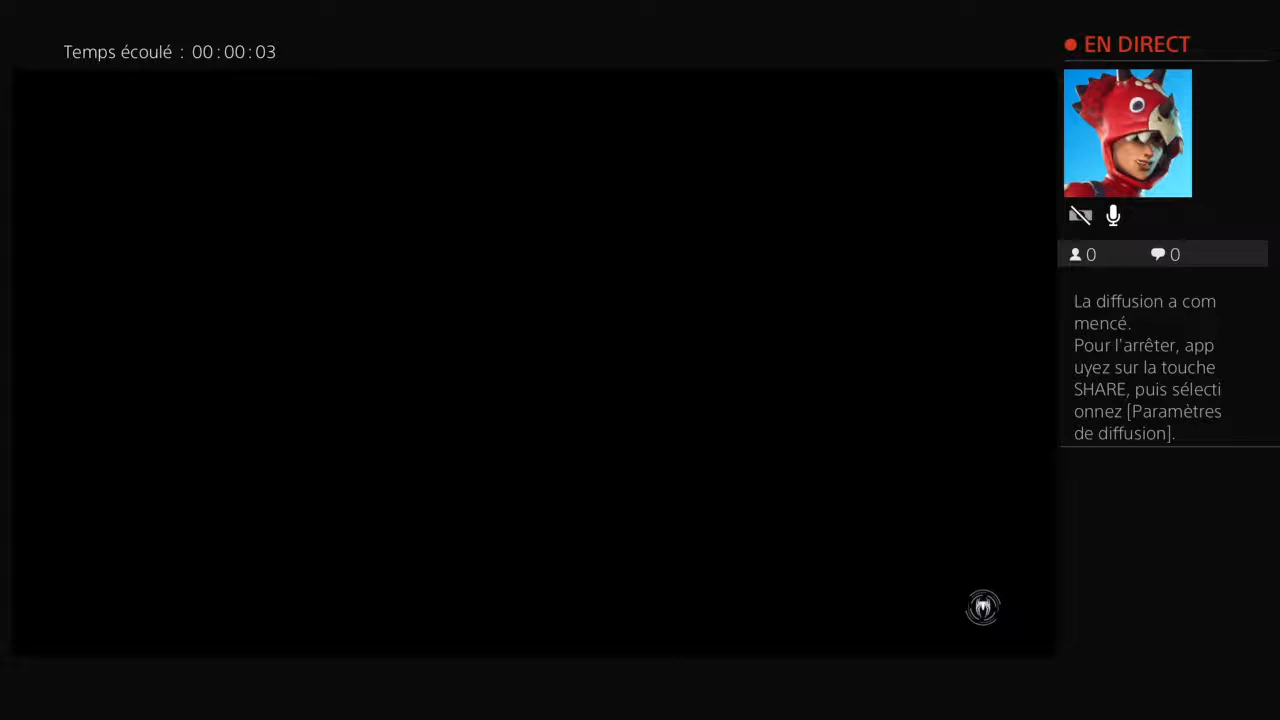 Temps écoulé : 00:00:03
EN DIRECT
0 0
La diffusion a com
mencé.
Pour l'arrêter, app
uyez sur la touche
SHARE, puis sélecti
onnez [Paramètres
de diffusion].